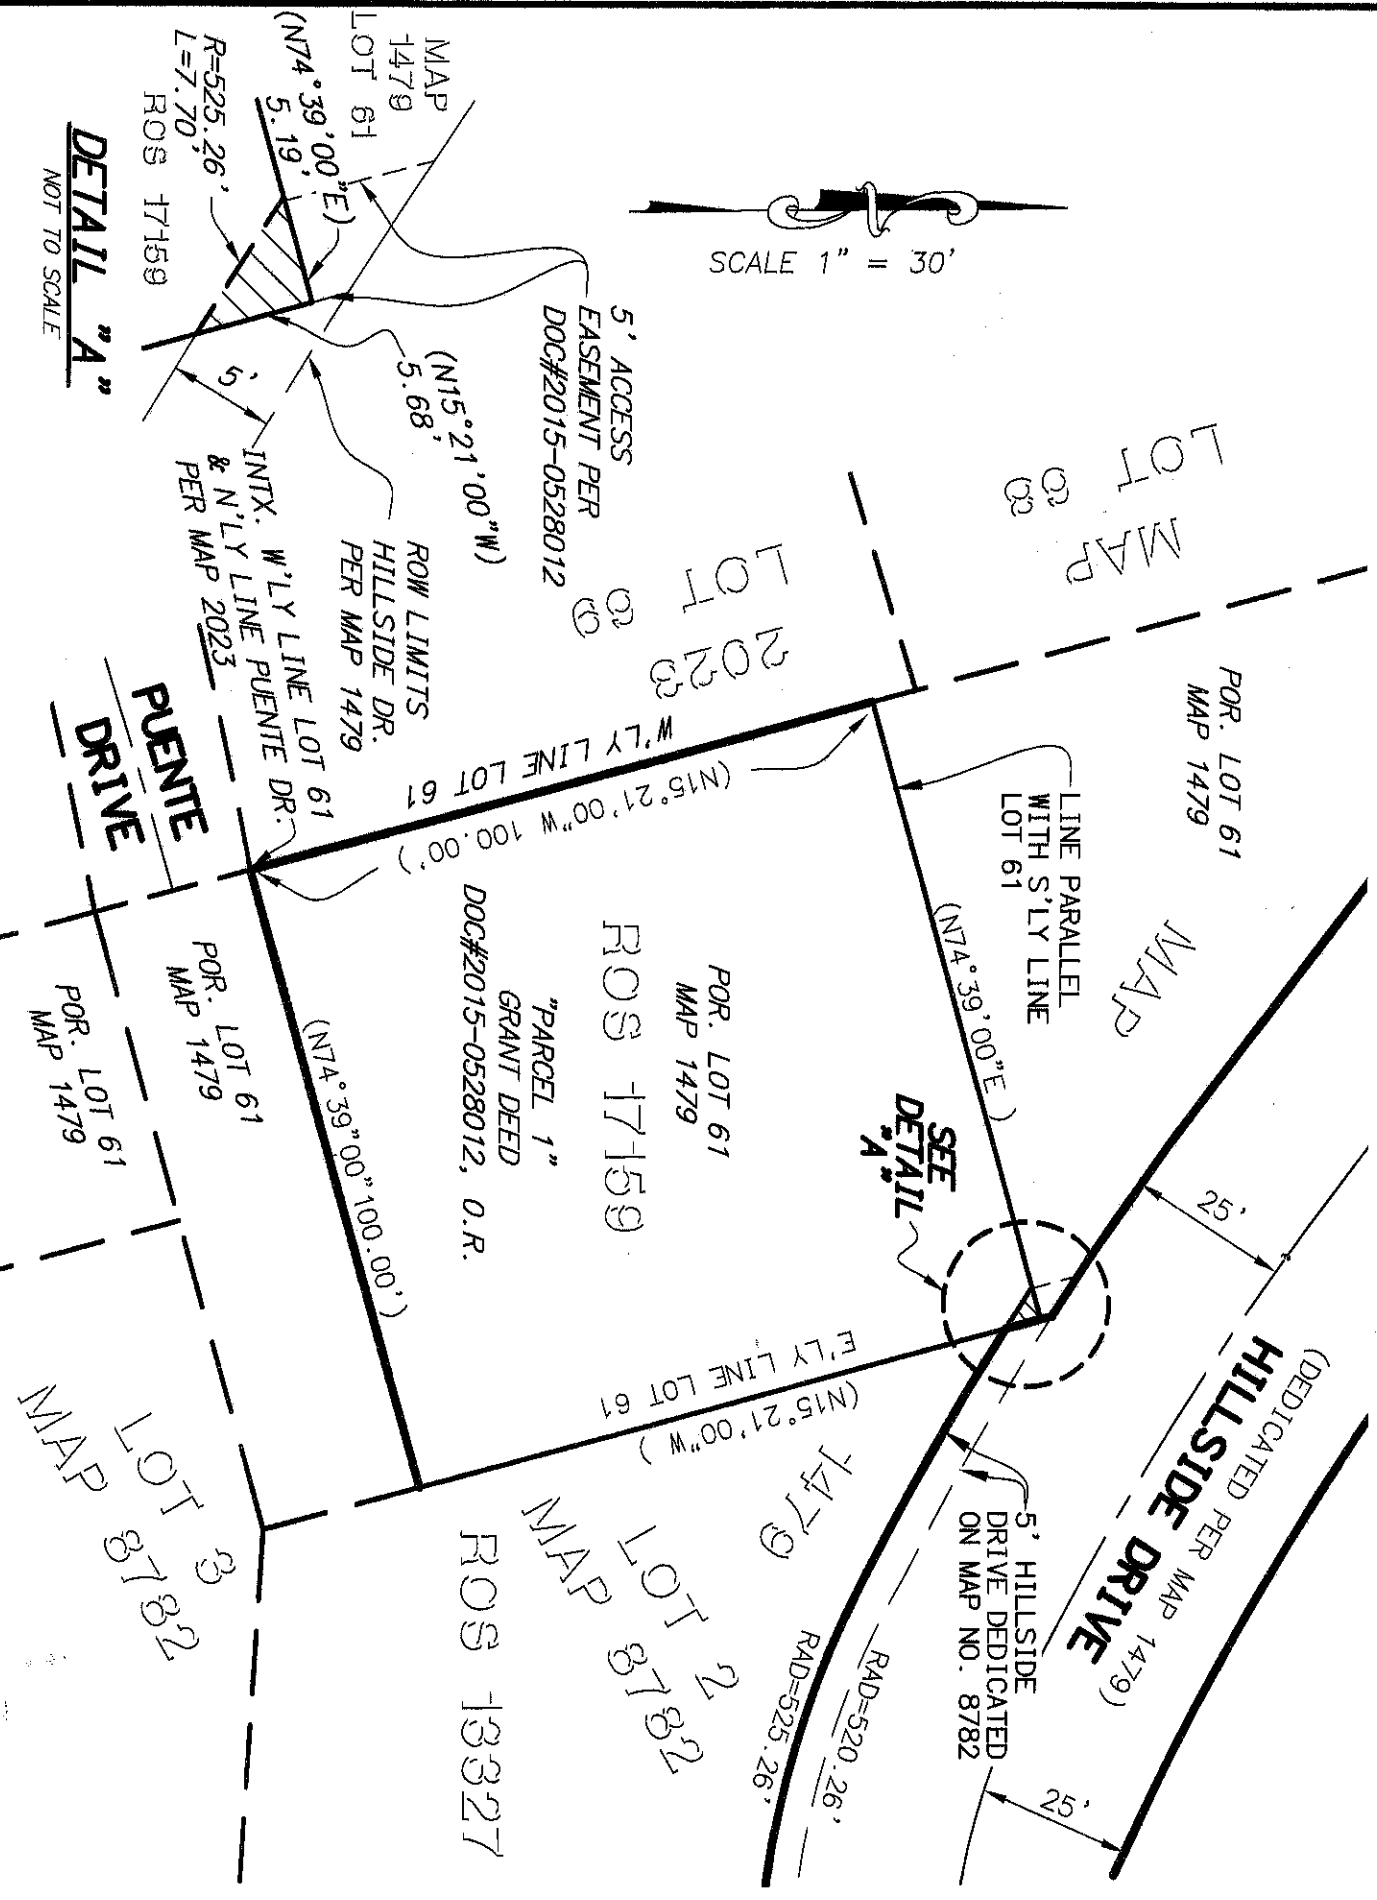 MAP
1479
LOT 61
(N74°39'00"E)
5.19'
R=525.26'
L=7.70'
ROS 17159
DETAIL "A"
NOT TO SCALE
5'
(N15°21'00"W)
5.68'
SCALE 1" = 30'
5' ACCESS
EASEMENT PER
DOC#2015-0528012
ROW LIMITS
HILLSIDE DR.
PER MAP 1479
INTX. W'LY LINE LOT 61
& N'LY LINE PUENTE DR.
PER MAP 2023
PUENTE
DRIVE
LOT 68
MAP
2023
LOT 69
W'LY LINE LOT 61
(N15°21'00"W 100.00')
POR. LOT 61
MAP 1479
LINE PARALLEL
WITH S'LY LINE
LOT 61
(N74°39'00"E )
MAP
1479
SEE
DETAIL
"A"
POR. LOT 61
MAP 1479
ROS 17159
"PARCEL 1"
GRANT DEED
DOC#2015-0528012, O.R.
(N74°39"00"100.00')
POR. LOT 61
MAP 1479
POR. LOT 61
MAP 1479
E'LY LINE LOT 61
(N15°21'00"W )
25'
(DEDICATED PER MAP 1479)
HILLSIDE DRIVE
5' HILLSIDE
DRIVE DEDICATED
ON MAP NO. 8782
RAD=520.26'
RAD=525.26'
25'
LOT 2
MAP 8782
ROS 13327
LOT 3
MAP 8782